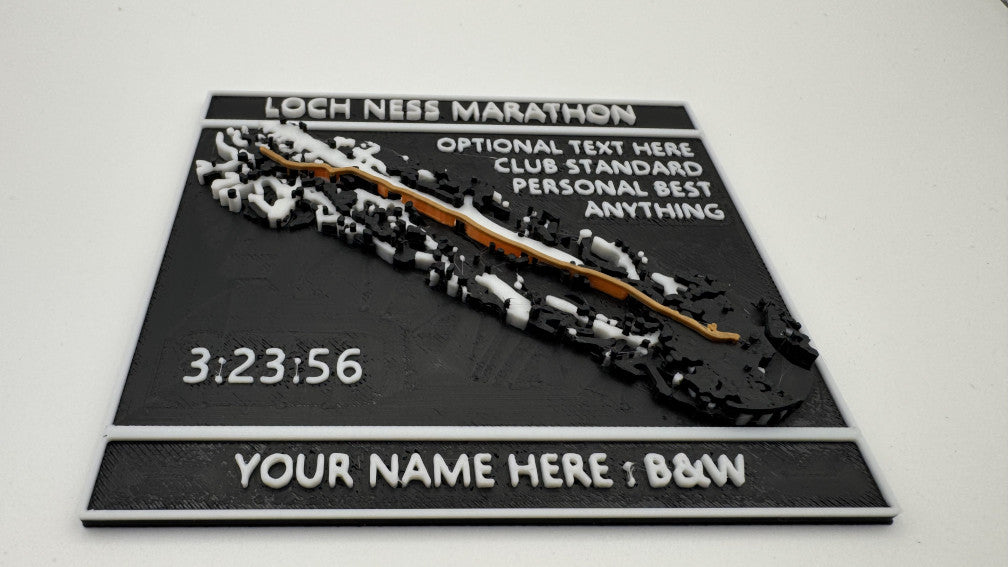 LOCH NESS MARATHON
OPTIONAL TEXT HERE
CLUB STANDARD
PERSONAL BEST
ANYTHING
3:23:56
YOUR NAME HERE : B&W